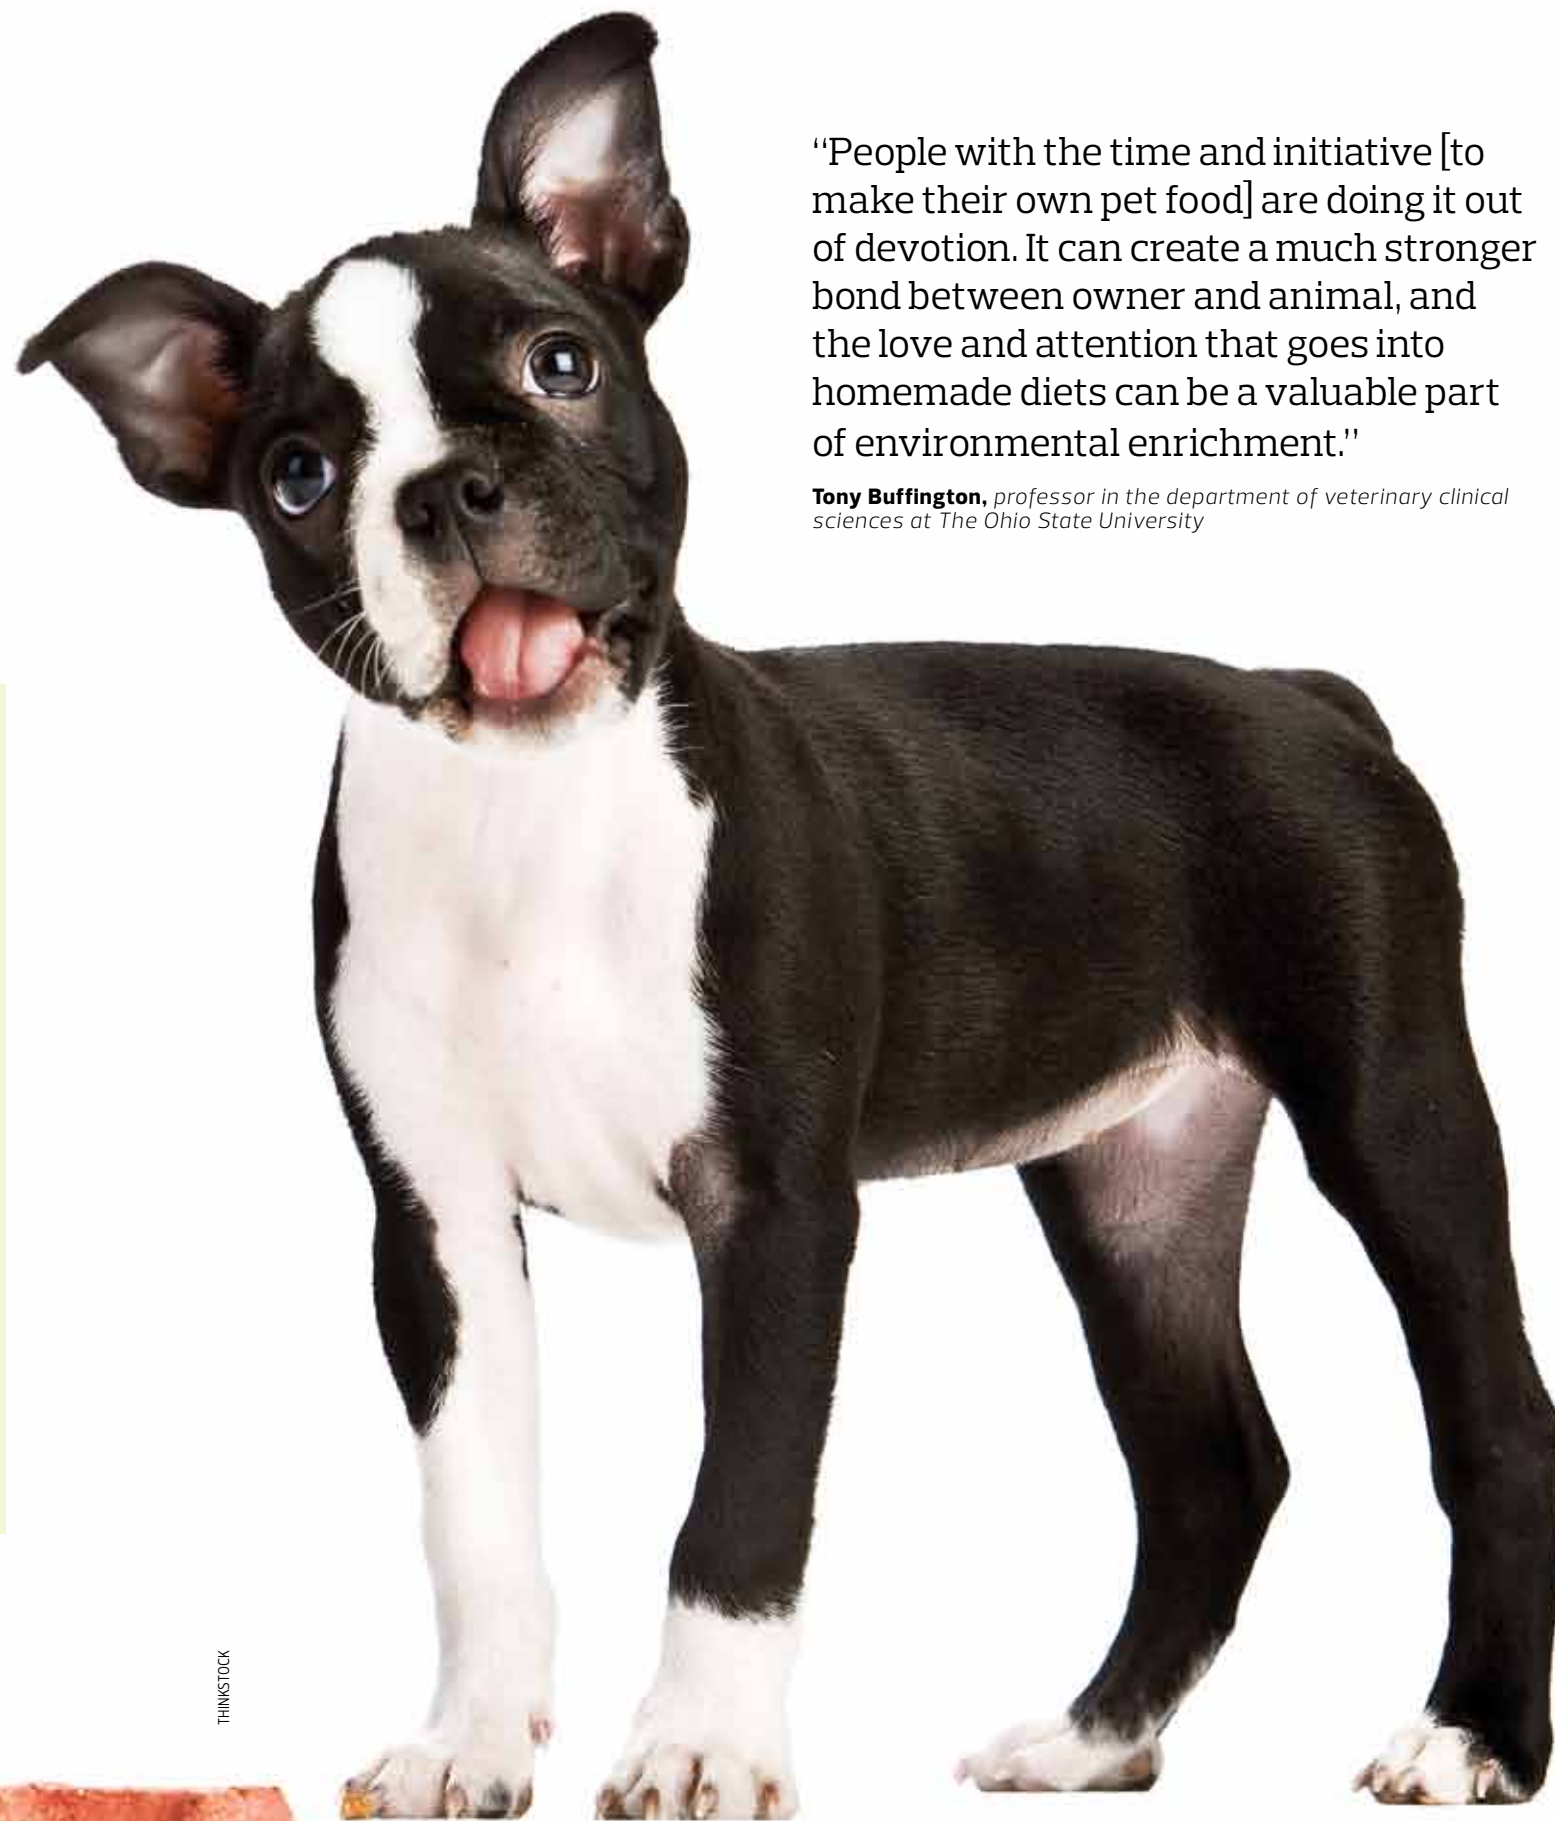 “People with the time and initiative [to
make their own pet food] are doing it out
of devotion. It can create a much stronger
bond between owner and animal, and
the love and attention that goes into
homemade diets can be a valuable part
of environmental enrichment.”
Tony Buffington, professor in the department of veterinary clinical
sciences at The Ohio State University
THINKSTOCK